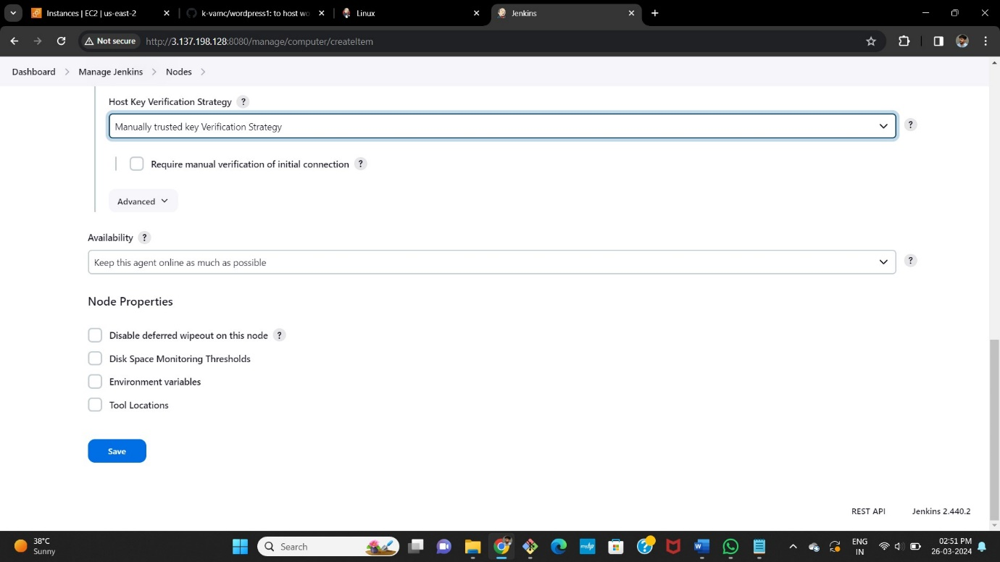 Instances | EC2 | us-east-2
k-vamc/wordpress1: to host wo
Linux
Jenkins
Not secure
http://3.137.198.128:8080/manage/computer/createItem
Dashboard
Manage Jenkins
Nodes
Host Key Verification Strategy ?
Manually trusted key Verification Strategy
?
Require manual verification of initial connection ?
Advanced
Availability ?
Keep this agent online as much as possible
?
Node Properties
Disable deferred wipeout on this node ?
Disk Space Monitoring Thresholds
Environment variables
Tool Locations
Save
REST API
Jenkins 2.440.2
38°C
Sunny
Search
ENG
IN
02:51 PM
26-03-2024